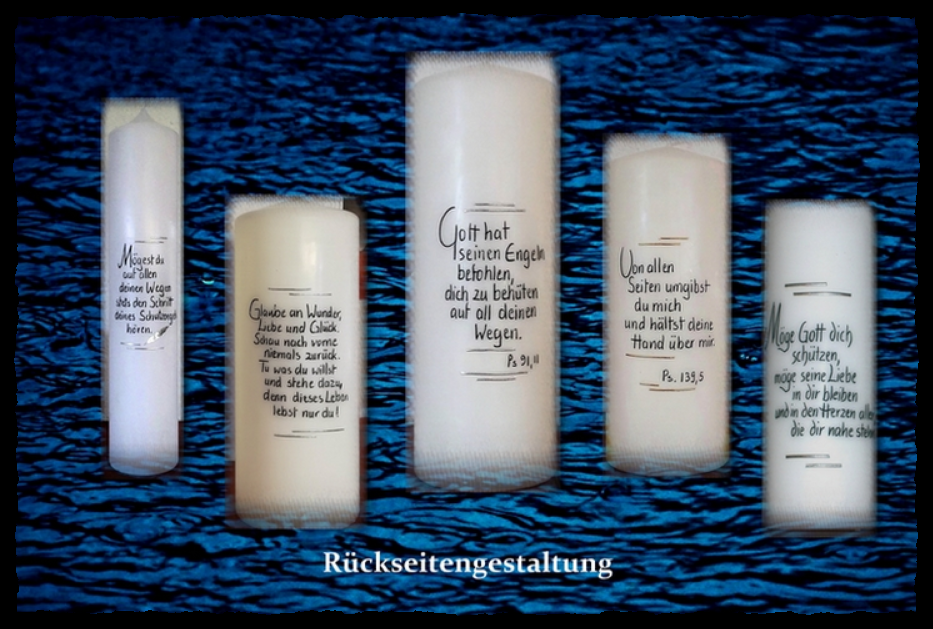 Mögest du
auf allen
deinen Wegen
stets den Schritt
deines Schutzengels
hören.
Glaube an Wunder,
Liebe und Glück.
Schau nach vorne
niemals zurück.
Tu was du willst
und stehe dazu,
denn dieses Leben
lebst nur du!
Gott hat
seinen Engeln
befohlen,
dich zu behüten
auf all deinen
Wegen.
Ps 91,11
Von allen
Seiten umgibst
du mich
und hältst deine
Hand über mir.
Ps. 139,5
Möge Gott dich
schützen,
möge seine Liebe
in dir bleiben
und in den Herzen aller
die dir nahe stehen
Rückseitengestaltung